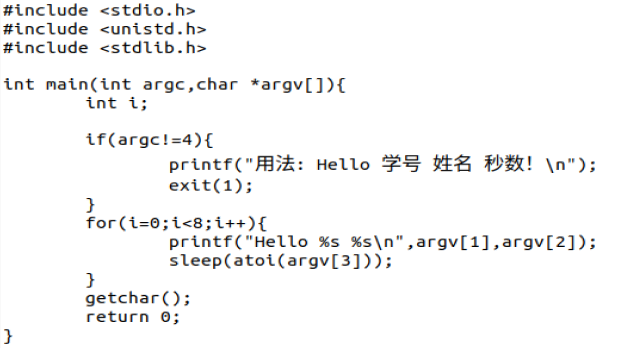 #include <stdio.h>
#include <unistd.h>
#include <stdlib.h>
int main(int argc,char *argv[]){
int i;
if(argc!=4){
printf("用法: Hello 学号 姓名 秒数! \n");
exit(1);
}
for(i=0;i<8;i++){
printf("Hello %s %s\n",argv[1],argv[2]);
sleep(atoi(argv[3]));
}
getchar();
return 0;
}